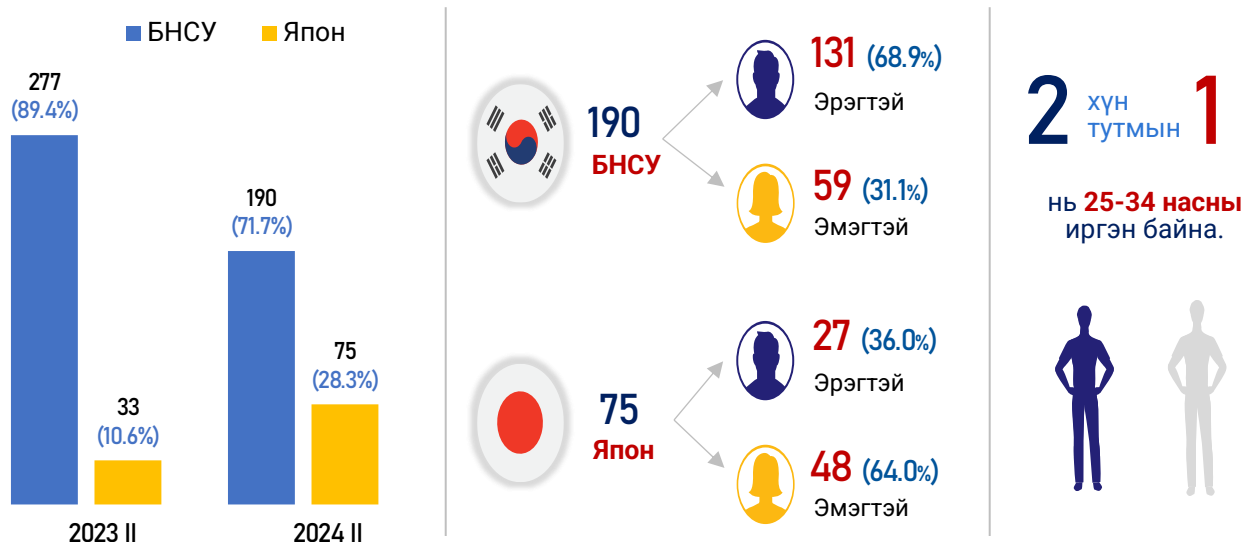 БНСУ Япон
277
(89.4%)
33
(10.6%)
190
(71.7%)
75
(28.3%)
2023 II 2024 II
190
БНСУ
131 (68.9%)
Эрэгтэй
59 (31.1%)
Эмэгтэй
75
Япон
27 (36.0%)
Эрэгтэй
48 (64.0%)
Эмэгтэй
2 хүн тутмын 1
нь 25-34 насны
иргэн байна.